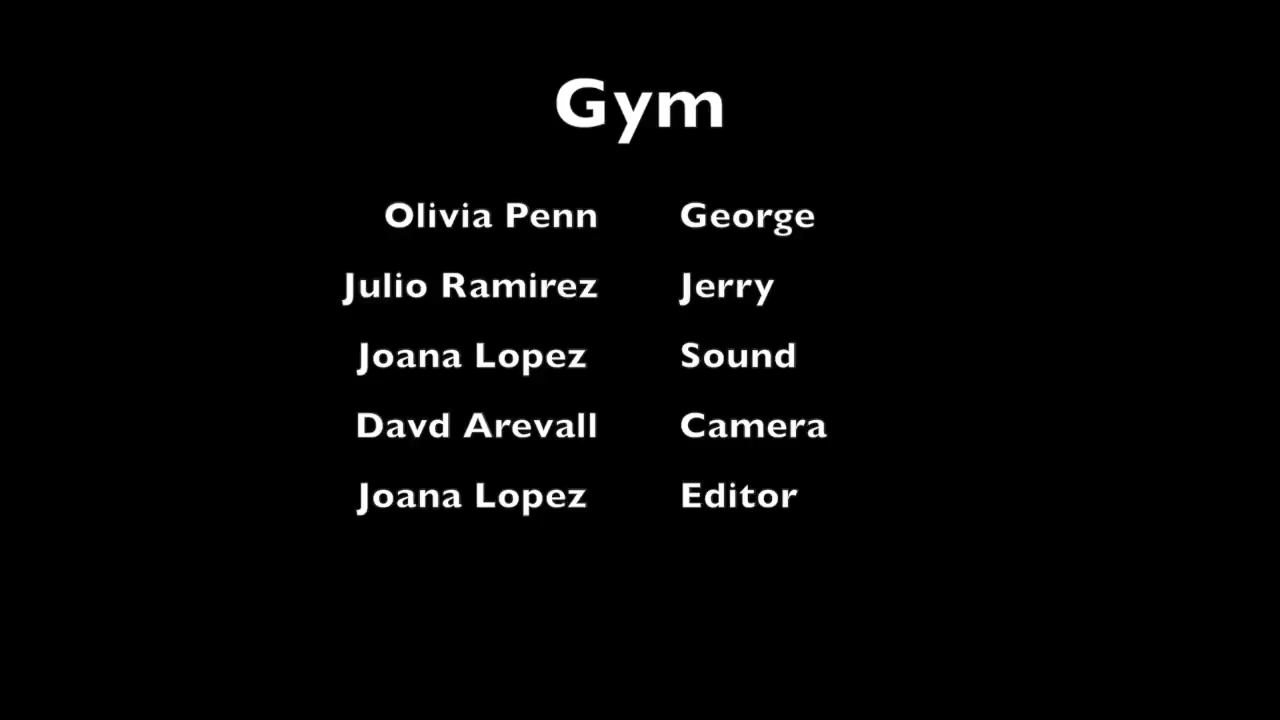 Gym
Olivia Penn George
Julio Ramirez Jerry
Joana Lopez Sound
Davd Arevall Camera
Joana Lopez Editor